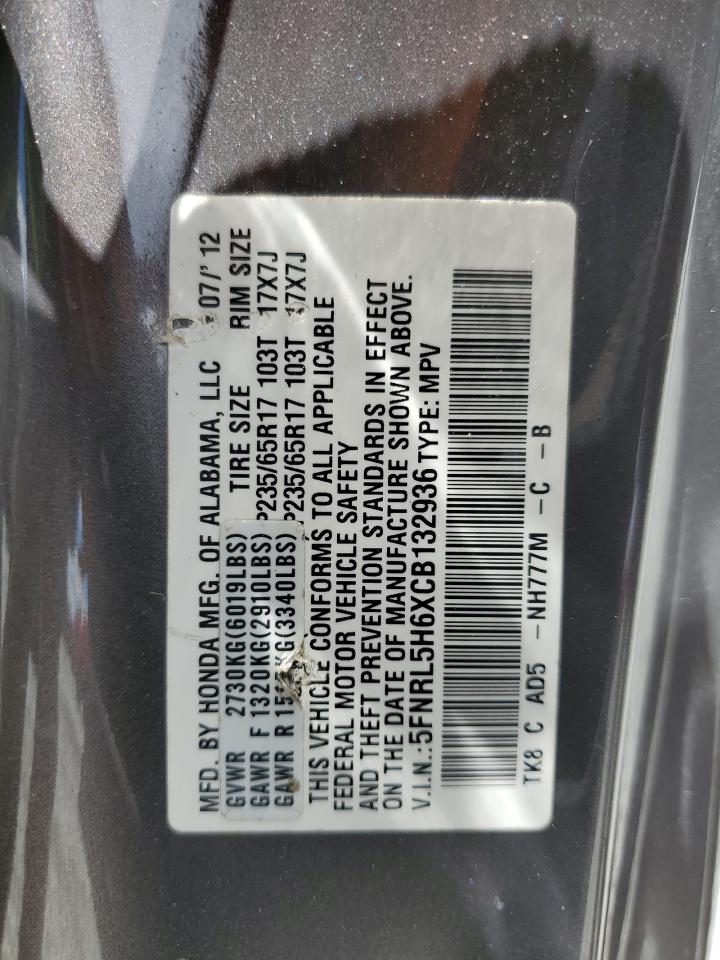 MFD. BY HONDA MFG. OF ALABAMA, LLC 07/' 12
GVWR 2730KG(6019LBS) TIRE SIZE RIM SIZE
GAWR F 1320KG(2910LBS) P235/65R17 103T 17X7J
GAWR R (3340LBS) P235/65R17 103T 17X7J
THIS VEHICLE CONFORMS TO ALL APPLICABLE
FEDERAL MOTOR VEHICLE SAFETY
AND THEFT PREVENTION STANDARDS IN EFFECT
ON THE DATE OF MANUFACTURE SHOWN ABOVE.
V.I.N.:5FNRL5H6XCB132936 TYPE: MPV
TK8 C AD5 -NH777M -C -B